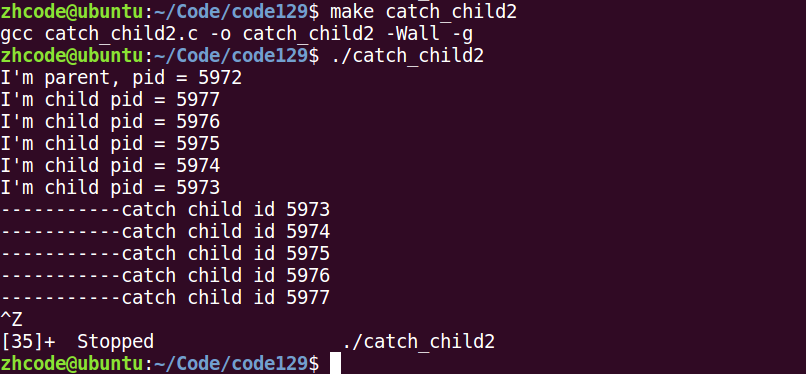 zhcode@ubuntu:~/Code/code129$ make catch_child2
gcc catch_child2.c -o catch_child2 -Wall -g
zhcode@ubuntu:~/Code/code129$ ./catch_child2
I'm parent, pid = 5972
I'm child pid = 5977
I'm child pid = 5976
I'm child pid = 5975
I'm child pid = 5974
I'm child pid = 5973
-----------catch child id 5973
-----------catch child id 5974
-----------catch child id 5975
-----------catch child id 5976
-----------catch child id 5977
^Z
[35]+  Stopped                 ./catch_child2
zhcode@ubuntu:~/Code/code129$